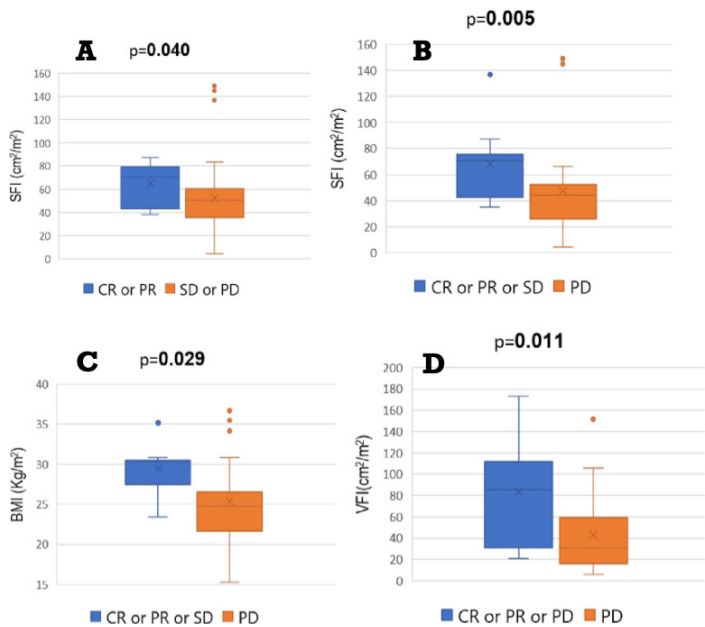 A
p=0.040
SFI (cm²/m²)
160
140
120
100
80
60
40
20
0
CR or PR SD or PD
B
p=0.005
SFI (cm²/m²)
160
140
120
100
80
60
40
20
0
CR or PR or SD PD
C
p=0.029
BMI (Kg/m²)
40
35
30
25
20
15
CR or PR or SD PD
D
p=0.011
VFI(cm²/m²)
200
180
160
140
120
100
80
60
40
20
0
CR or PR or PD PD